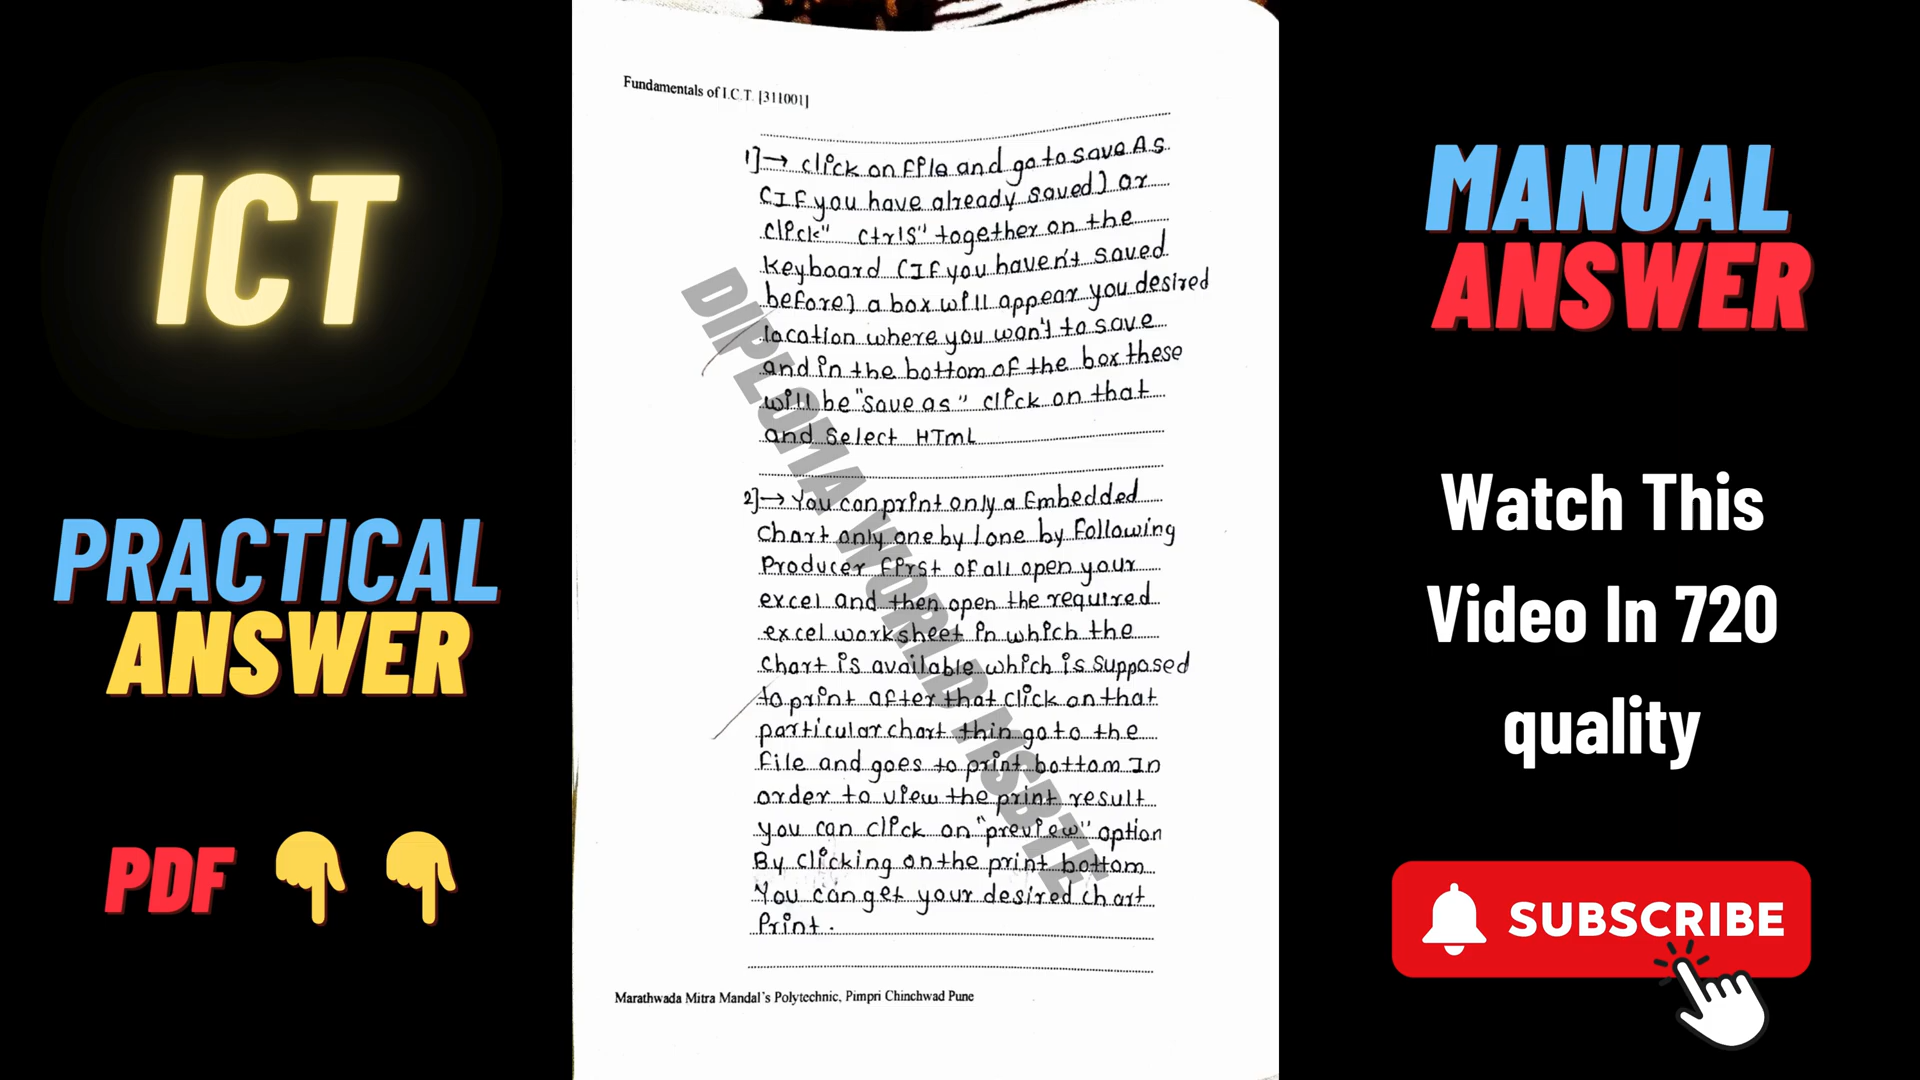 ICT
PRACTICAL
ANSWER
PDF
Fundamentals of I.C.T. [311001]
1]→ click on File and go to save As
(If you have already saved) or
click" ctrlS" together on the
Keyboard (If you haven't saved
before) a box will appear you desired
location where you won't to save
and in the bottom of the box these
will be "save as" click on that
and select HTML
2]→ You can print only a Embedded
chart only one by / one by Following
Producer first of all open your
excel and then open the required
excel worksheet in which the
chart is available which is supposed
to print after that click on that
particular chart thin go to the
file and goes to print bottom In
order to view the print result
you can click on "preview" option
By clicking on the print bottom
You can get your desired chart
Print.
Marathwada Mitra Mandal's Polytechnic, Pimpri Chinchwad Pune
DIPLOMA WORLD MSBTE
MANUAL
ANSWER
Watch This
Video In 720
quality
SUBSCRIBE